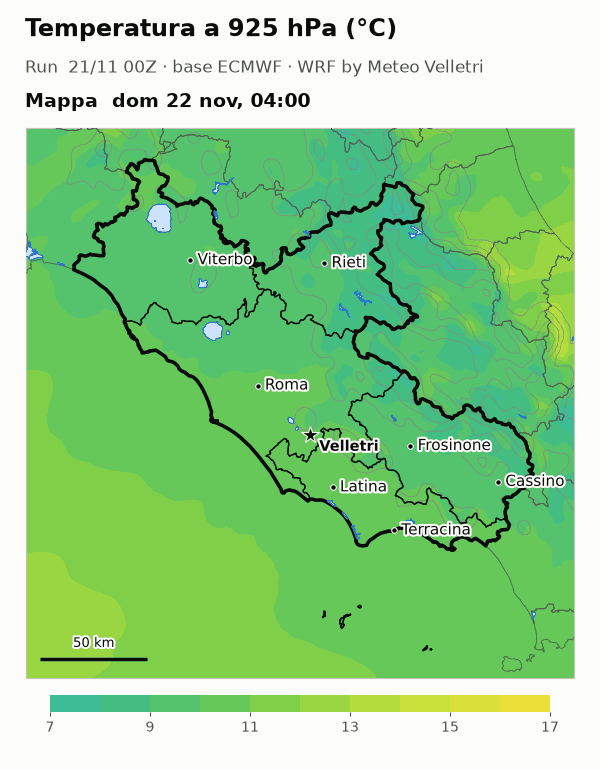 Temperatura a 925 hPa (°C)
Run  21/11 00Z · base ECMWF · WRF by Meteo Velletri
Mappa  dom 22 nov, 04:00
Viterbo
Rieti
Roma
Velletri
Frosinone
Latina
Cassino
Terracina
50 km
7 9 11 13 15 17